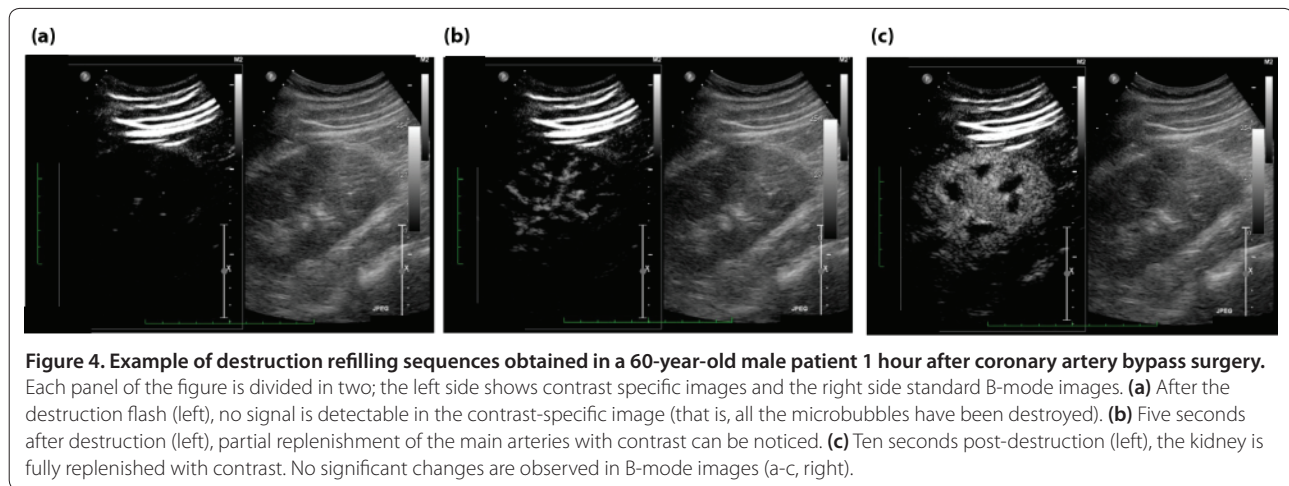 (a)
(b)
(c)
M2
M2
M2
JPEG
JPEG
JPEG
Figure 4. Example of destruction refilling sequences obtained in a 60-year-old male patient 1 hour after coronary artery bypass surgery.
Each panel of the figure is divided in two; the left side shows contrast specific images and the right side standard B-mode images. (a) After the
destruction flash (left), no signal is detectable in the contrast-specific image (that is, all the microbubbles have been destroyed). (b) Five seconds
after destruction (left), partial replenishment of the main arteries with contrast can be noticed. (c) Ten seconds post-destruction (left), the kidney is
fully replenished with contrast. No significant changes are observed in B-mode images (a-c, right).